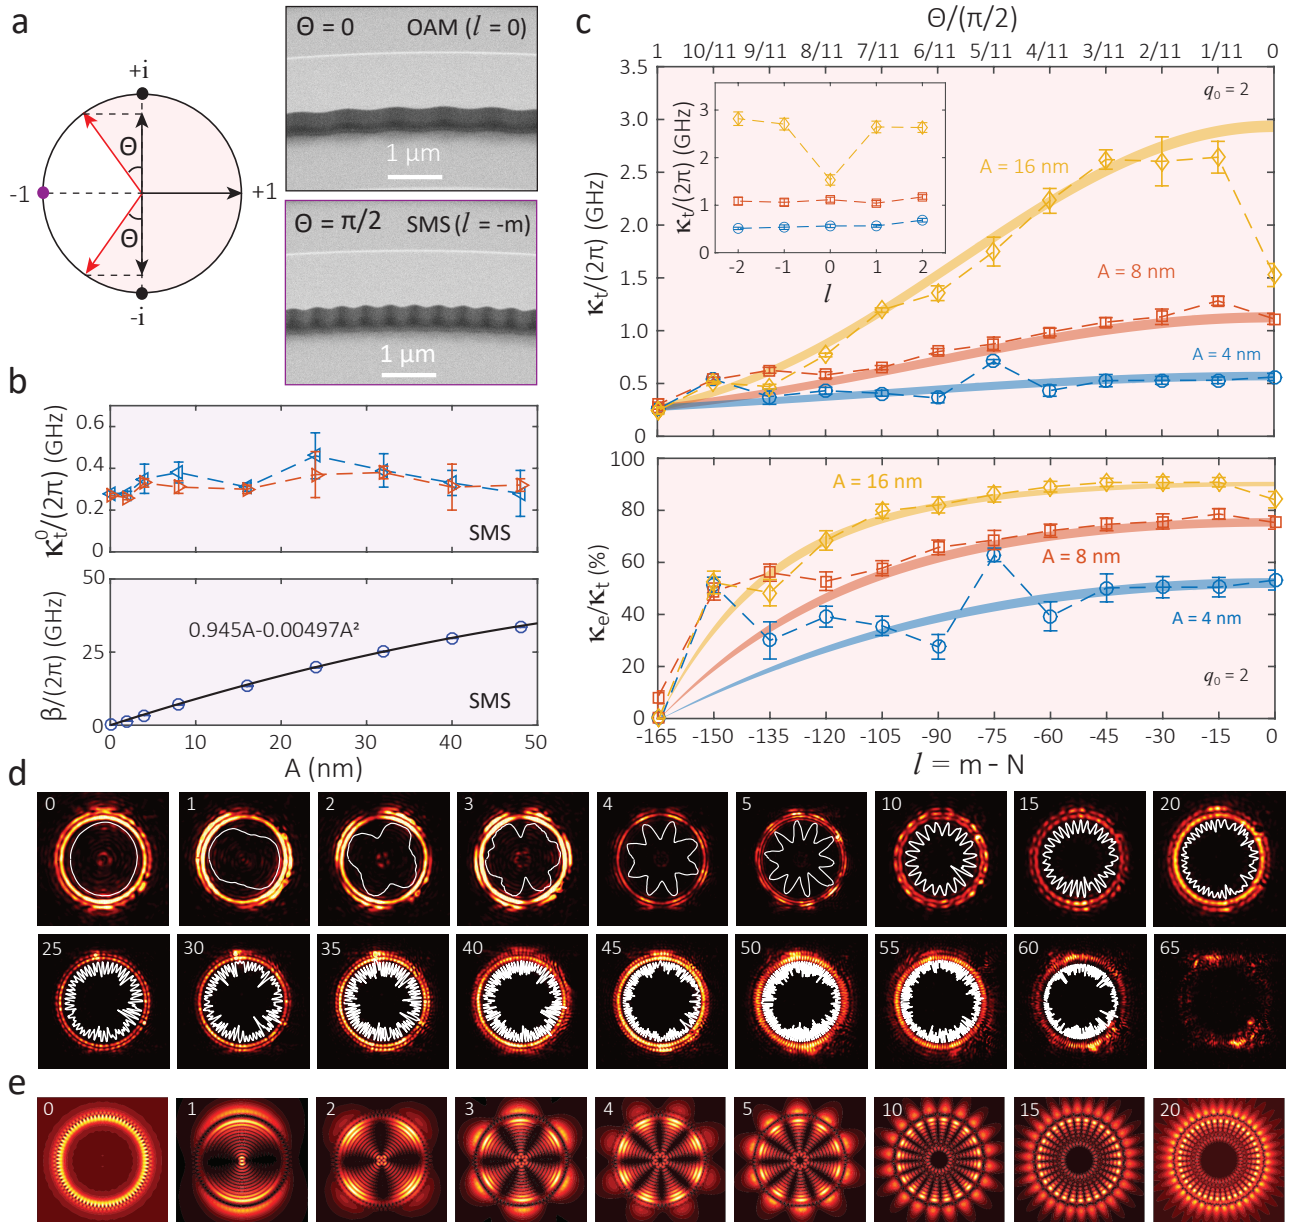 a
Θ = 0
OAM (l = 0)
1 μm
Θ = π/2
SMS (l = -m)
1 μm
+i
Θ
-1
+1
Θ
-i
b
κt⁰/(2π) (GHz)
0.6
0.4
0.2
0
SMS
β/(2π) (GHz)
50
25
0
0.945A-0.00497A²
SMS
0 10 20 30 40 50
A (nm)
c
Θ/(π/2)
1 10/11 9/11 8/11 7/11 6/11 5/11 4/11 3/11 2/11 1/11 0
κt/(2π) (GHz)
3.5
3.0
2.5
2.0
1.5
1.0
0.5
0
q₀ = 2
A = 16 nm
A = 8 nm
A = 4 nm
κt/(2π) (GHz)
3
2
1
0
-2 -1 0 1 2
l
κe/κt (%)
100
80
60
40
20
0
A = 16 nm
A = 8 nm
A = 4 nm
q₀ = 2
-165 -150 -135 -120 -105 -90 -75 -60 -45 -30 -15 0
l = m - N
d
0 1 2 3 4 5 10 15 20
25 30 35 40 45 50 55 60 65
e
0 1 2 3 4 5 10 15 20